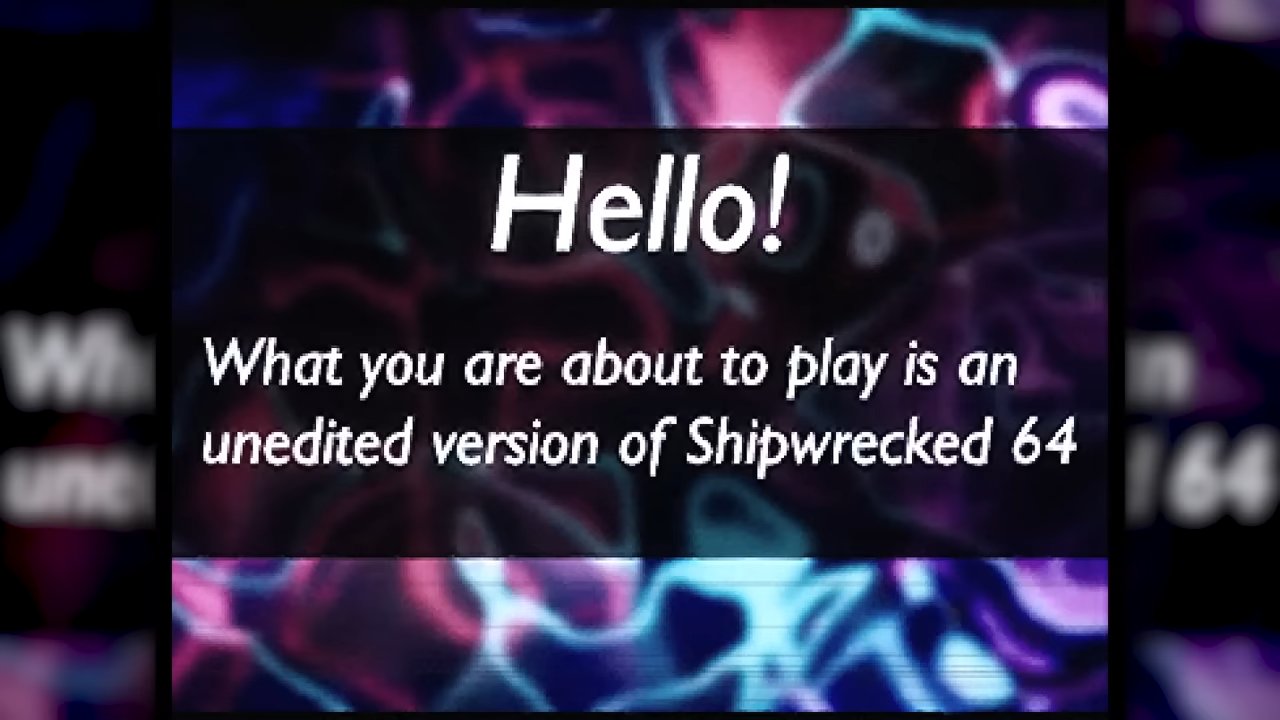 Hello!
What you are about to play is an
unedited version of Shipwrecked 64